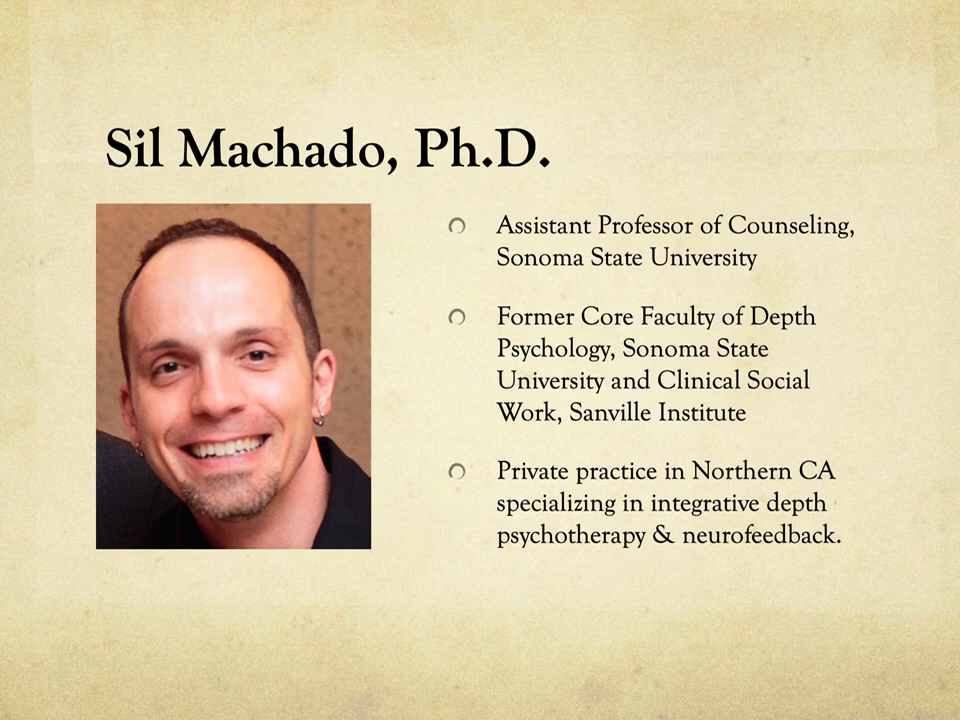 Sil Machado, Ph.D.
Assistant Professor of Counseling,
Sonoma State University
Former Core Faculty of Depth
Psychology, Sonoma State
University and Clinical Social
Work, Sanville Institute
Private practice in Northern CA
specializing in integrative depth
psychotherapy & neurofeedback.